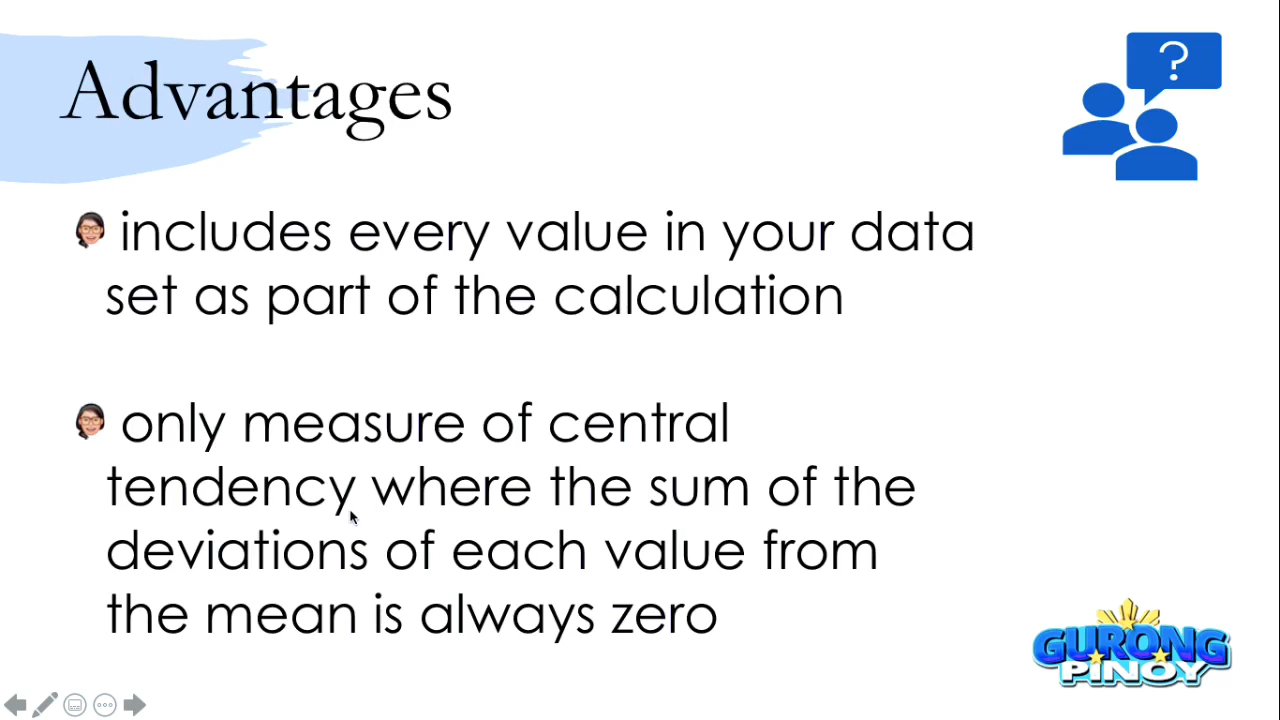 Advantages
?
includes every value in your data
set as part of the calculation
only measure of central
tendency where the sum of the
deviations of each value from
the mean is always zero
GURONG
PINOY